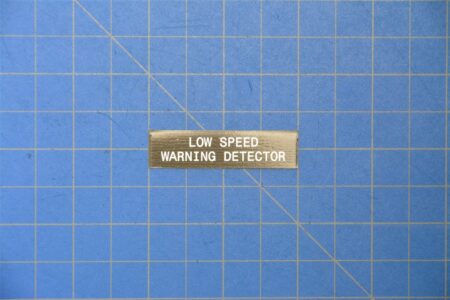 LOW SPEED
WARNING DETECTOR